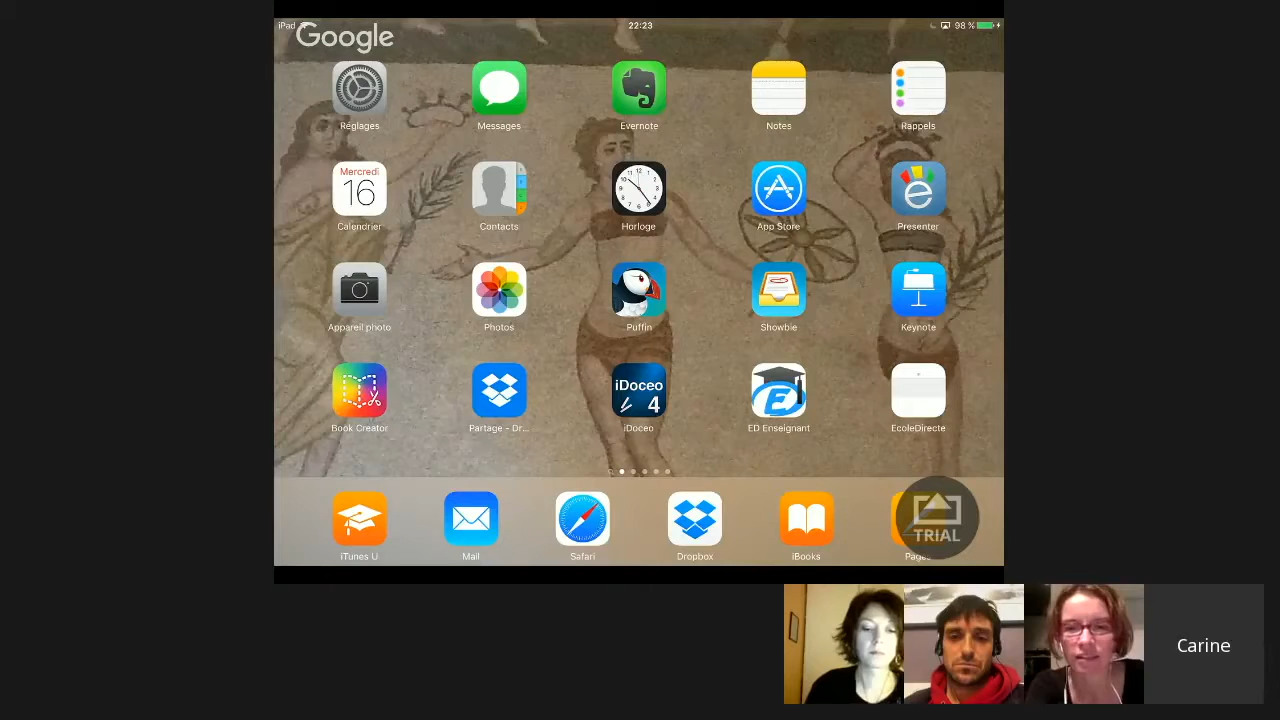 iPad
22:23
98 %
Google
Réglages
Messages
Evernote
Notes
Rappels
Mercredi
16
Calendrier
Contacts
Horloge
App Store
Presenter
Appareil photo
Photos
Puffin
Showbie
Keynote
iDoceo
4
Book Creator
Partage - Dr...
iDoceo
ED Enseignant
EcoleDirecte
TRIAL
iTunes U
Mail
Safari
Dropbox
iBooks
Pages
Carine